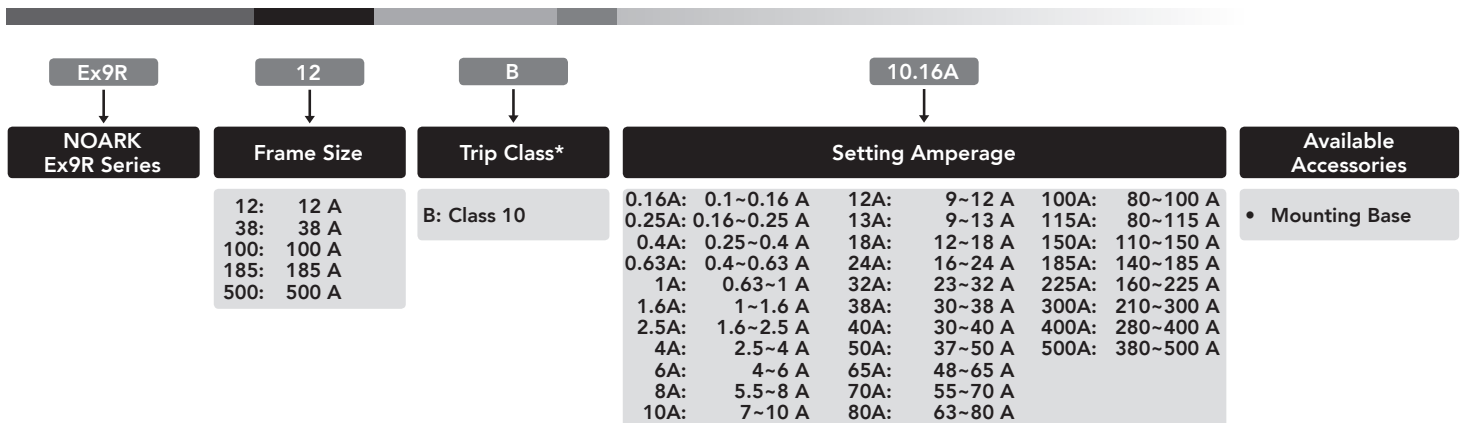 Ex9R 12 B 10.16A
NOARK
Ex9R Series
Frame Size
Trip Class*
Setting Amperage
Available
Accessories
12: 12 A
38: 38 A
100: 100 A
185: 185 A
500: 500 A
B: Class 10
0.16A: 0.1~0.16 A
0.25A: 0.16~0.25 A
0.4A: 0.25~0.4 A
0.63A: 0.4~0.63 A
1A: 0.63~1 A
1.6A: 1~1.6 A
2.5A: 1.6~2.5 A
4A: 2.5~4 A
6A: 4~6 A
8A: 5.5~8 A
10A: 7~10 A
12A: 9~12 A
13A: 9~13 A
18A: 12~18 A
24A: 16~24 A
32A: 23~32 A
38A: 30~38 A
40A: 30~40 A
50A: 37~50 A
65A: 48~65 A
70A: 55~70 A
80A: 63~80 A
100A: 80~100 A
115A: 80~115 A
150A: 110~150 A
185A: 140~185 A
225A: 160~225 A
300A: 210~300 A
400A: 280~400 A
500A: 380~500 A
• Mounting Base